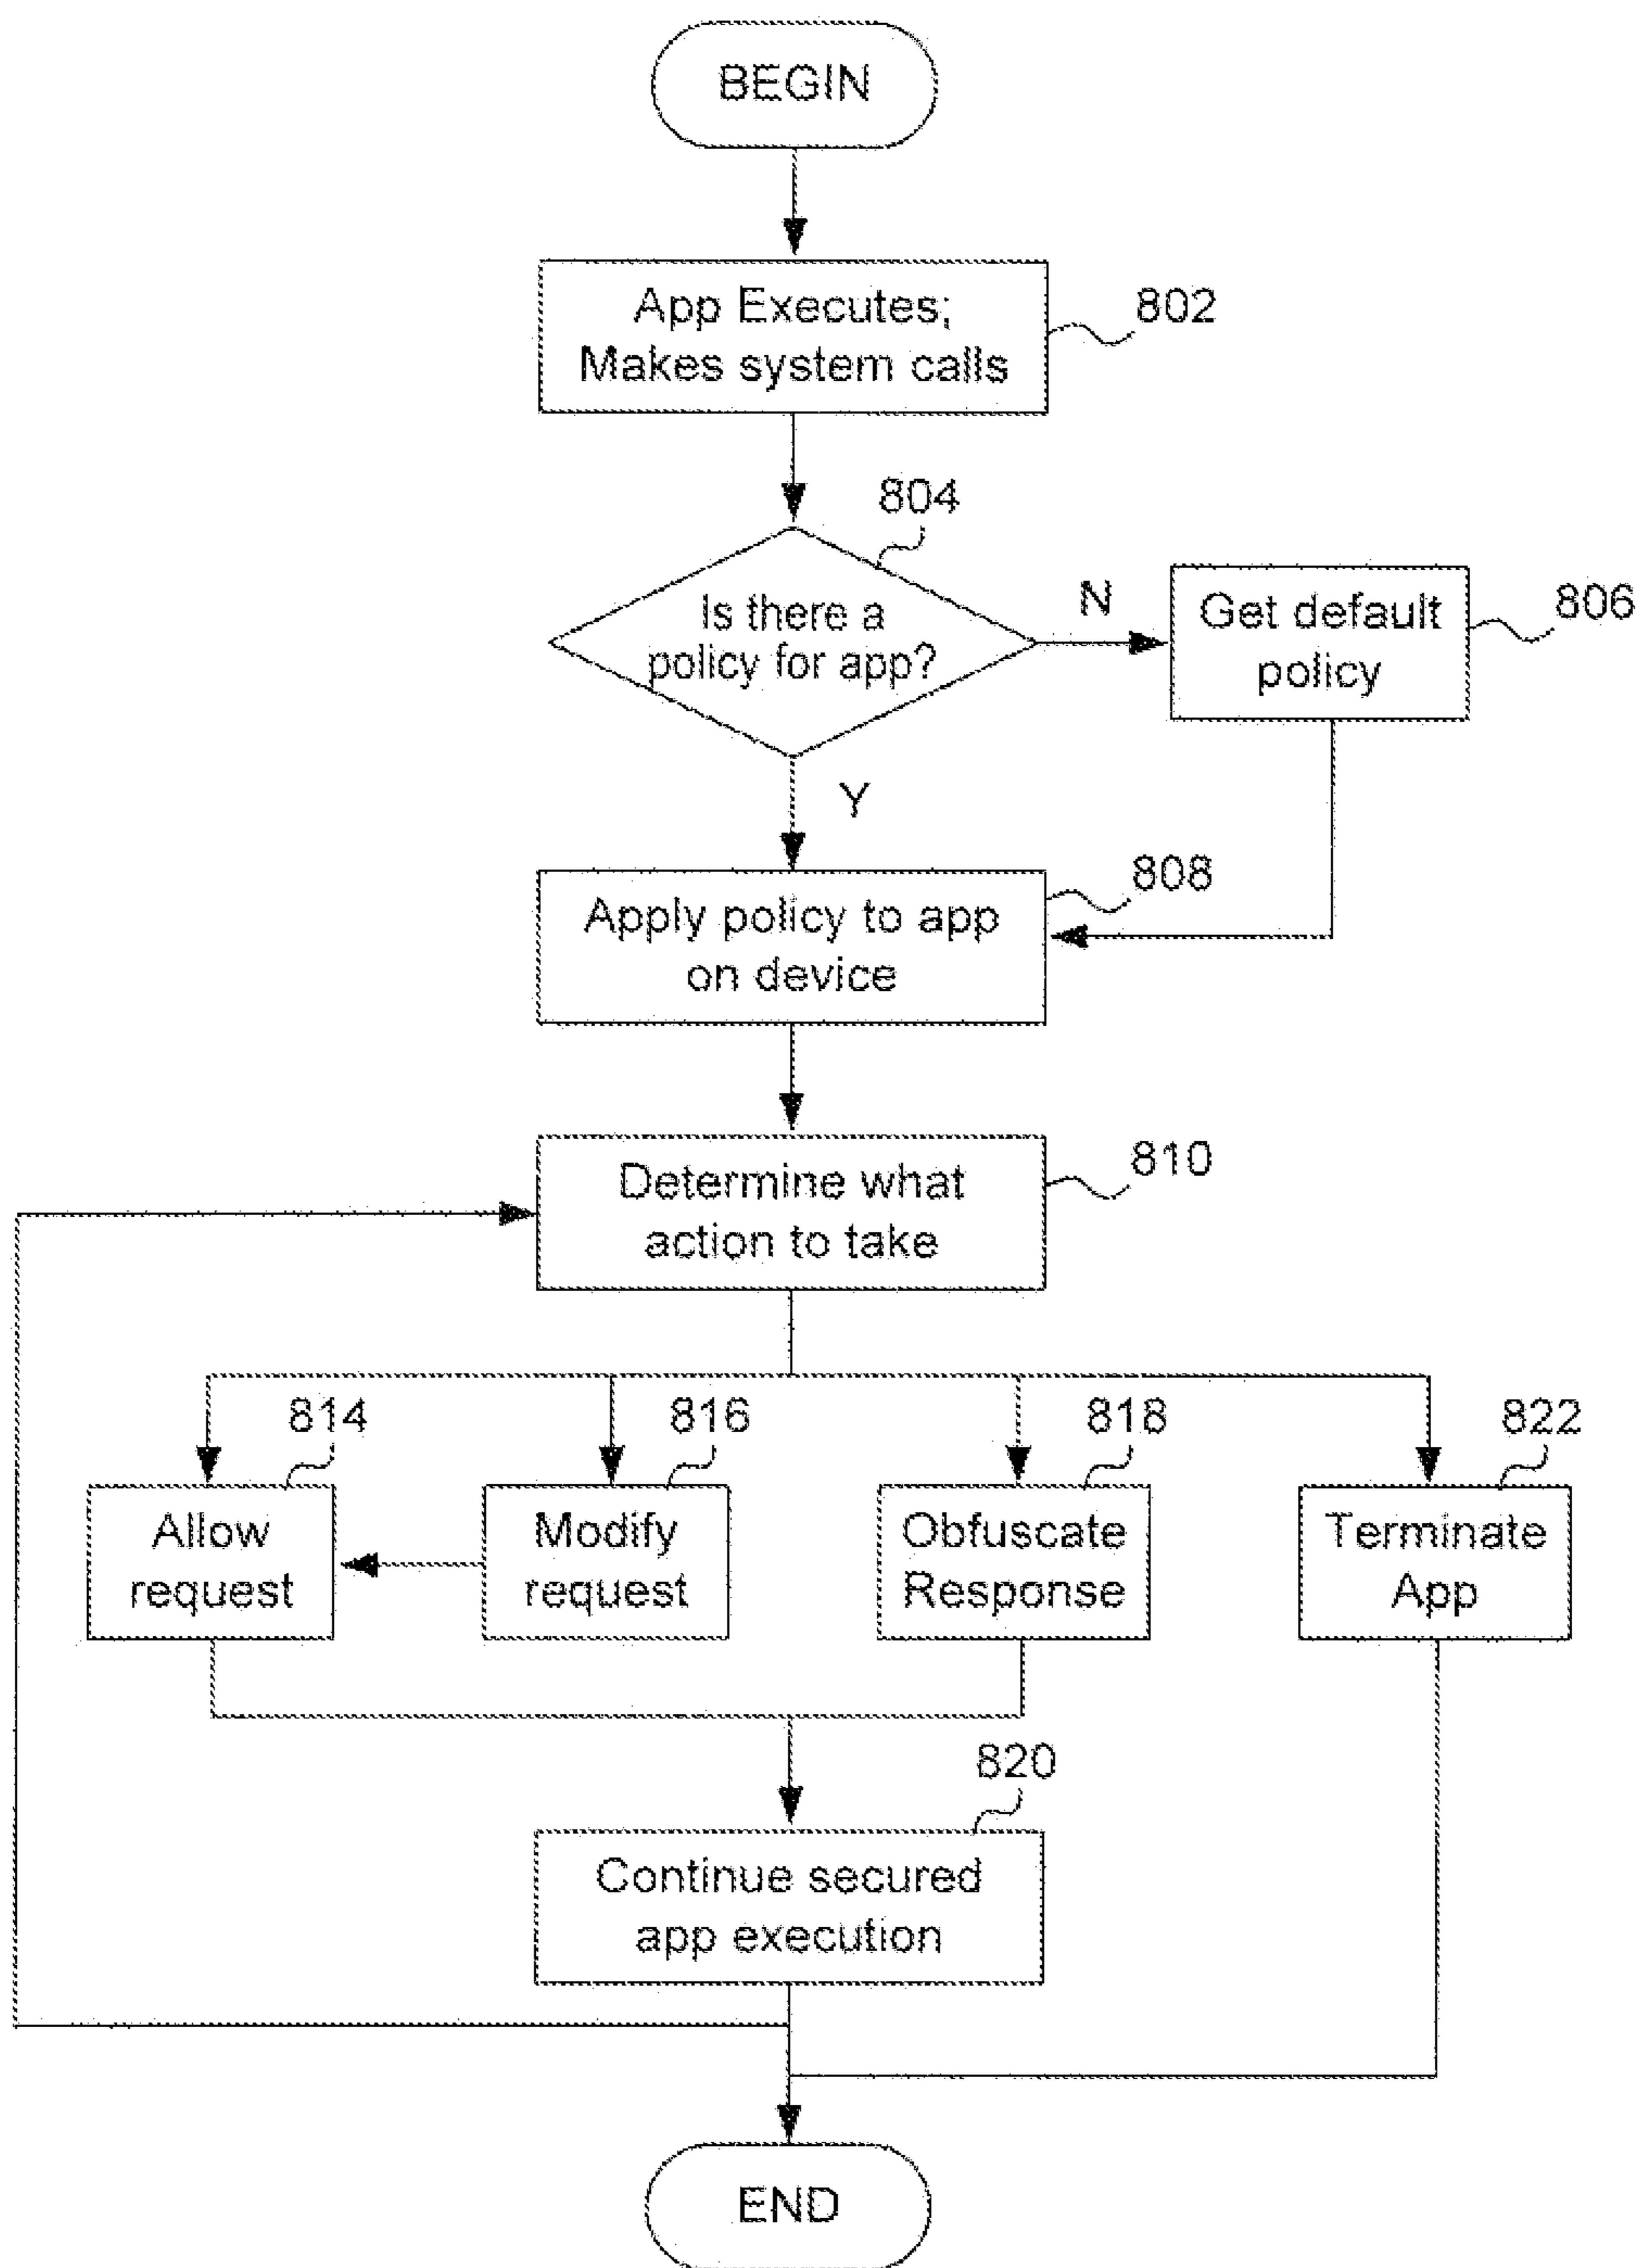 BEGIN
App Executes;
Makes system calls
802
804
Is there a
policy for app?
N
Get default
policy
806
Y
Apply policy to app
on device
808
Determine what
action to take
810
814
816
818
822
Allow
request
Modify
request
Obfuscate
Response
Terminate
App
820
Continue secured
app execution
END